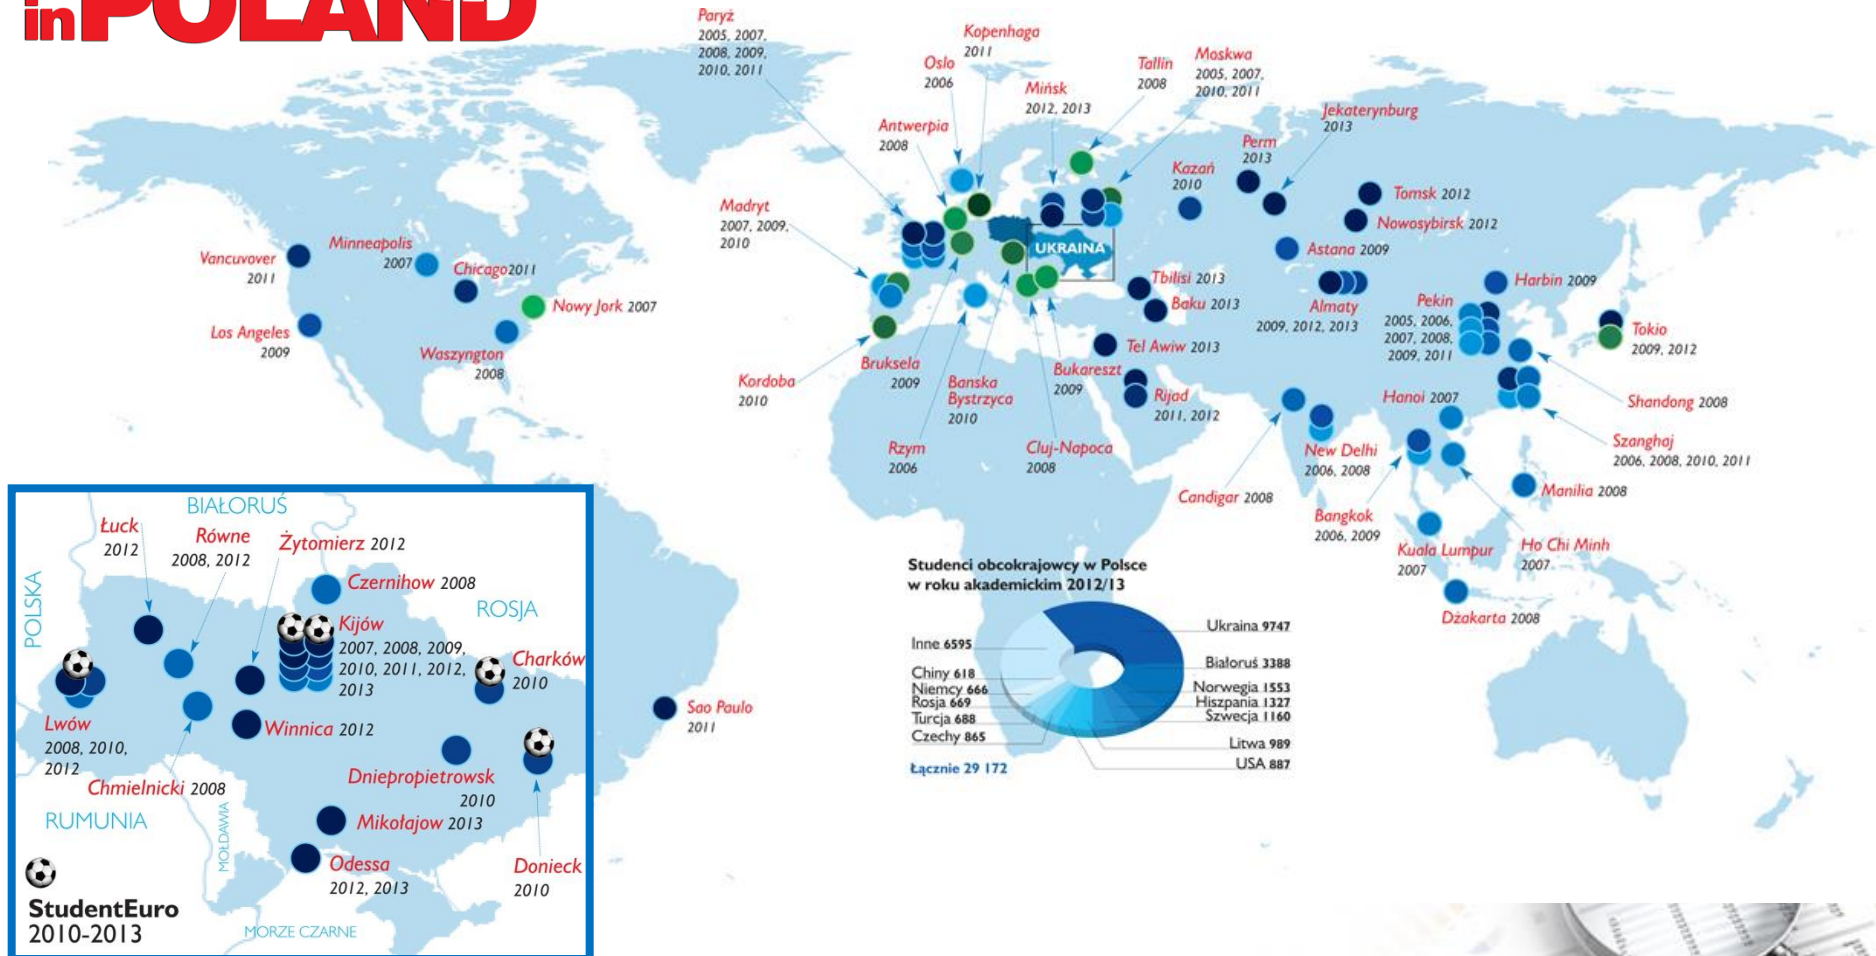 in POLAND
Paryż
2005, 2007,
2008, 2009,
2010, 2011
Kopenhaga
2011
Oslo
2006
Mińsk
2012, 2013
Tallin
2008
Moskwa
2005, 2007,
2010, 2011
Antwerpia
2008
Jekaterynburg
2013
Perm
2013
Kazań
2010
Tomsk 2012
Nowosybirsk 2012
Madryt
2007, 2009,
2010
UKRAINA
Astana 2009
Vancuvover
2011
Minneapolis
2007
Chicago2011
Nowy Jork 2007
Los Angeles
2009
Waszyngton
2008
Tbilisi 2013
Baku 2013
Almaty
2009, 2012, 2013
Harbin 2009
Pekin
2005, 2006,
2007, 2008,
2009, 2011
Tokio
2009, 2012
Tel Awiw 2013
Kordoba
2010
Bruksela
2009
Banska
Bystrzyca
2010
Bukareszt
2009
Rijad
2011, 2012
Hanoi 2007
Shandong 2008
Rzym
2006
Cluj-Napoca
2008
New Delhi
2006, 2008
Szanghaj
2006, 2008, 2010, 2011
Candigar 2008
Manilia 2008
Bangkok
2006, 2009
Kuala Lumpur
2007
Ho Chi Minh
2007
Dżakarta 2008
Sao Paulo
2011
BIAŁORUŚ
Łuck
2012
Równe
2008, 2012
Żytomierz 2012
Czernihow 2008
POLSKA
ROSJA
Kijów
2007, 2008, 2009,
2010, 2011, 2012,
2013
Charków
2010
Lwów
2008, 2010,
2012
Winnica 2012
Chmielnicki 2008
Dniepropietrowsk
2010
RUMUNIA
MOŁDAWIA
Mikołajow 2013
Odessa
2012, 2013
Donieck
2010
StudentEuro
2010-2013
MORZE CZARNE
Studenci obcokrajowcy w Polsce
w roku akademickim 2012/13
Ukraina 9747
Białoruś 3388
Norwegia 1553
Hiszpania 1327
Szwecja 1160
Litwa 989
USA 887
Inne 6595
Chiny 618
Niemcy 666
Rosja 669
Turcja 688
Czechy 865
Łącznie 29 172